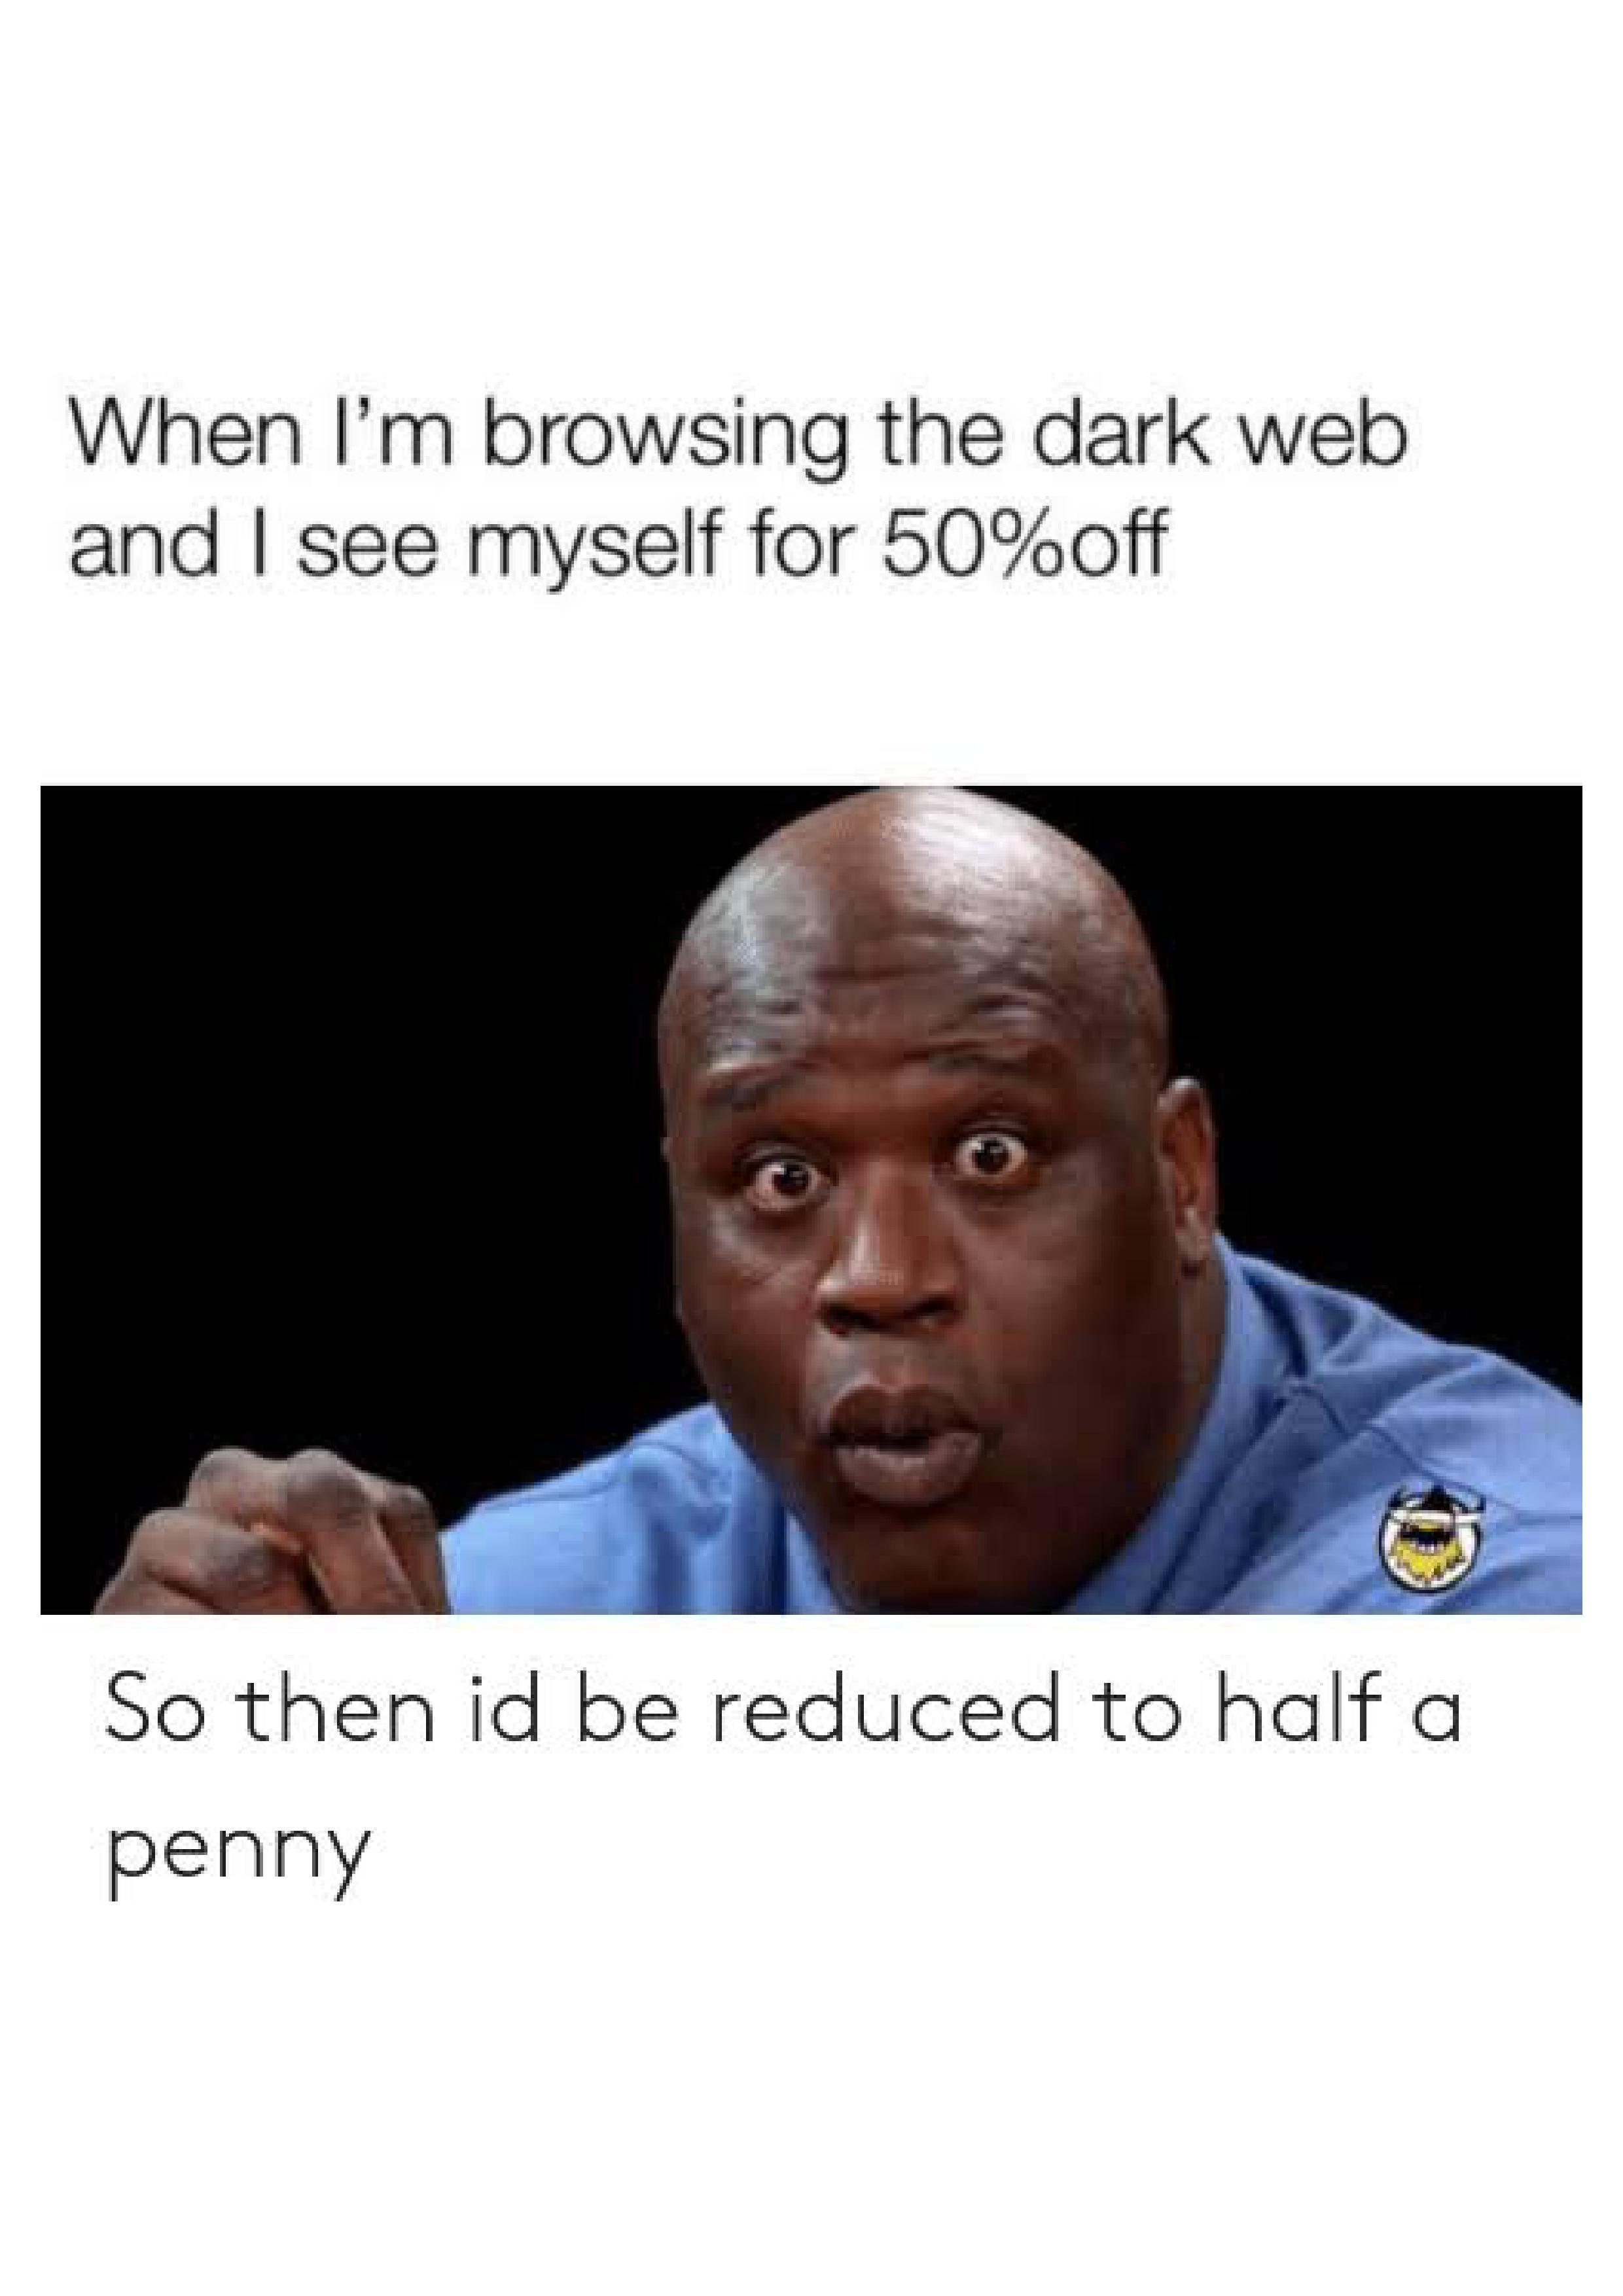 When I’m browsing the dark web
and I see myself for 50%off
So then id be reduced to half a
penny